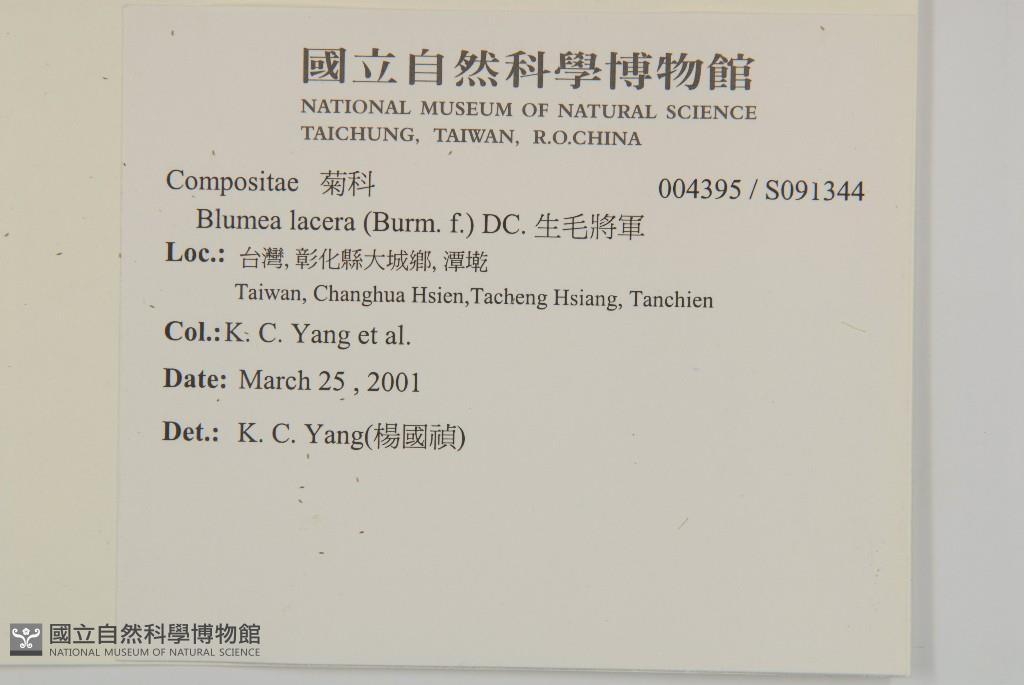 國立自然科學博物館
NATIONAL MUSEUM OF NATURAL SCIENCE
TAICHUNG, TAIWAN, R.O.CHINA
Compositae 菊科 004395 / S091344
Blumea lacera (Burm. f.) DC. 生毛將軍
Loc.: 台灣, 彰化縣大城鄉, 潭墘
Taiwan, Changhua Hsien,Tacheng Hsiang, Tanchien
Col.: K. C. Yang et al.
Date: March 25 , 2001
Det.: K. C. Yang(楊國禎)
國立自然科學博物館
NATIONAL MUSEUM OF NATURAL SCIENCE